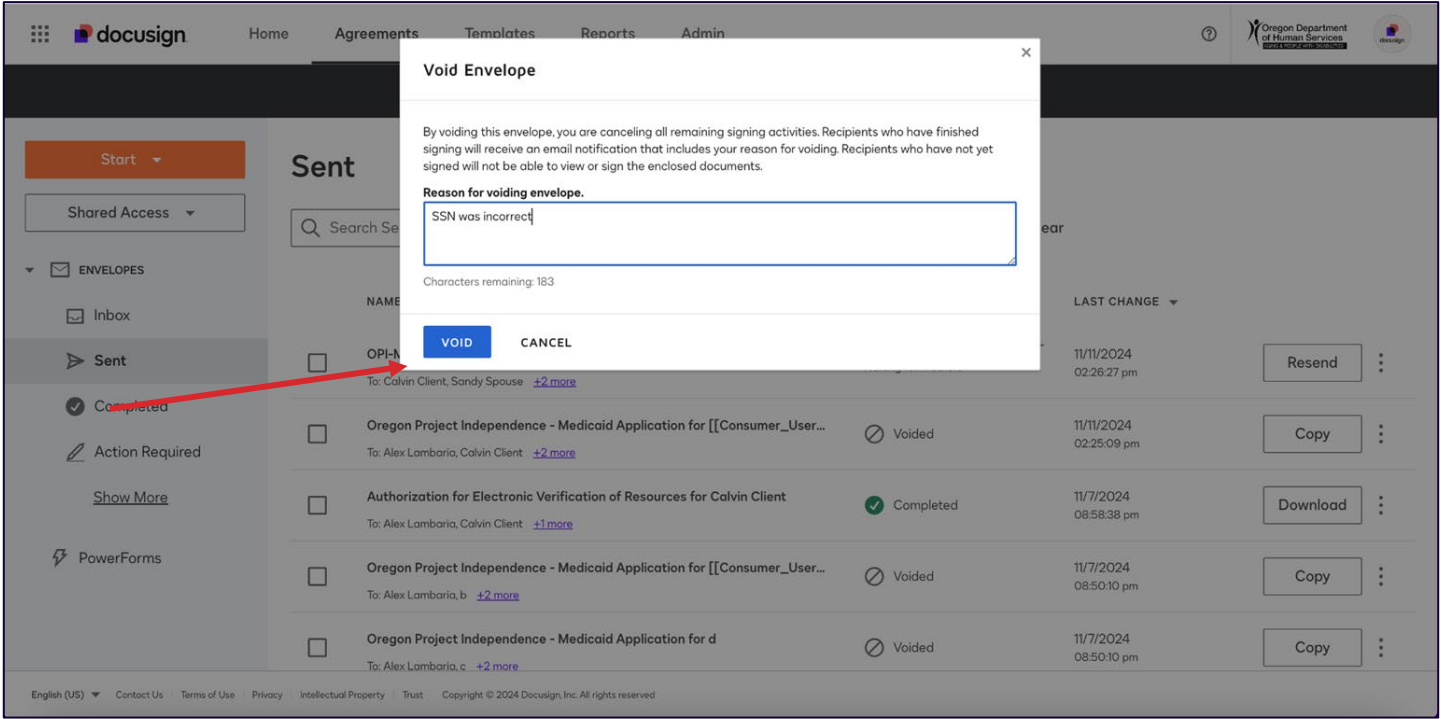 docusign
Home
Agreements
Templates
Reports
Admin
Oregon Department
of Human Services
docusign
Void Envelope
By voiding this envelope, you are canceling all remaining signing activities. Recipients who have finished
signing will receive an email notification that includes your reason for voiding. Recipients who have not yet
signed will not be able to view or sign the enclosed documents.
Reason for voiding envelope.
SSN was incorrect
Characters remaining: 183
VOID
CANCEL
Start
Shared Access
ENVELOPES
Inbox
Sent
Completed
Action Required
Show More
PowerForms
Sent
Search Se
ear
NAME
LAST CHANGE
OPI-M
To: Calvin Client, Sandy Spouse +2 more
11/11/2024
02:26:27 pm
Resend
Oregon Project Independence - Medicaid Application for [[Consumer_User...
To: Alex Lambaria, Calvin Client +2 more
Voided
11/11/2024
02:25:09 pm
Copy
Authorization for Electronic Verification of Resources for Calvin Client
To: Alex Lambaria, Calvin Client +1 more
Completed
11/7/2024
08:58:38 pm
Download
Oregon Project Independence - Medicaid Application for [[Consumer_User...
To: Alex Lambaria, b +2 more
Voided
11/7/2024
08:50:10 pm
Copy
Oregon Project Independence - Medicaid Application for d
To: Alex Lambaria, c +2 more
Voided
11/7/2024
08:50:10 pm
Copy
English (US) Contact Us Terms of Use Privacy Intellectual Property Trust Copyright © 2024 Docusign, Inc. All rights reserved